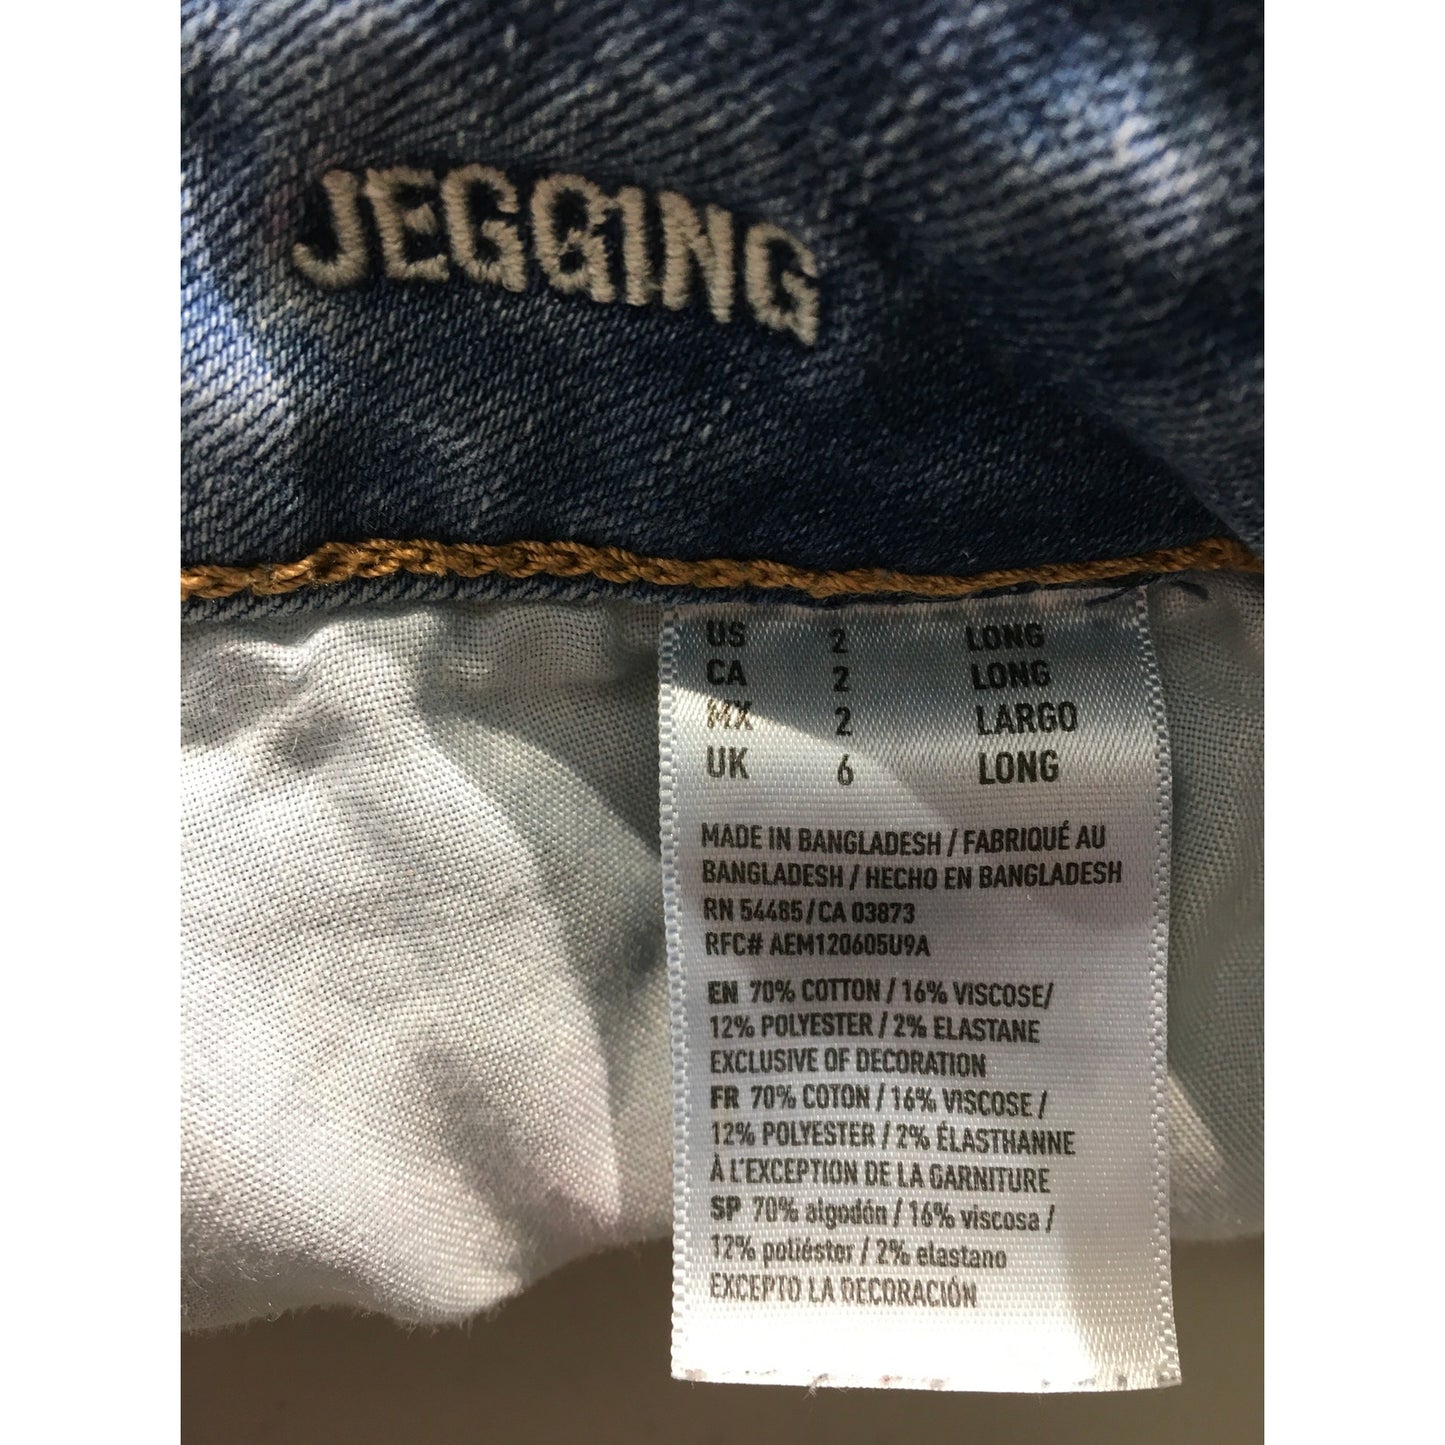 JEGGING
US 2 LONG
CA 2 LONG
MX 2 LARGO
UK 6 LONG
MADE IN BANGLADESH / FABRIQUÉ AU
BANGLADESH / HECHO EN BANGLADESH
RN 54485/CA 03873
RFC# AEM120605U9A
EN 70% COTTON / 16% VISCOSE/
12% POLYESTER / 2% ELASTANE
EXCLUSIVE OF DECORATION
FR 70% COTON / 16% VISCOSE /
12% POLYESTER / 2% ÉLASTHANNE
À L'EXCEPTION DE LA GARNITURE
SP 70% algodón / 16% viscosa /
12% poliéster / 2% elastano
EXCEPTO LA DECORACIÓN